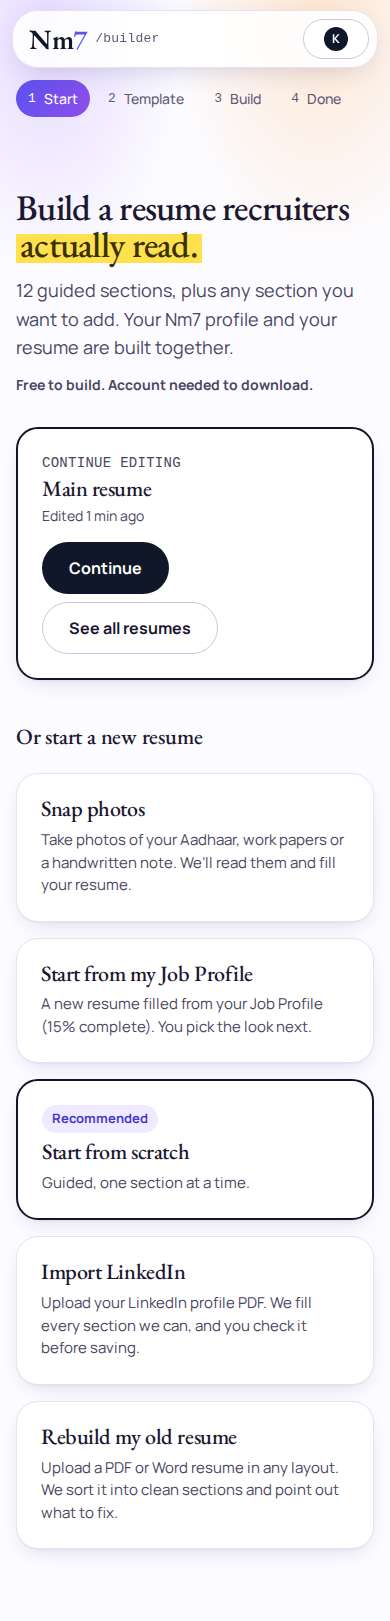 Nm7 /builder K
1 Start 2 Template 3 Build 4 Done
Build a resume recruiters
actually read.
12 guided sections, plus any section you
want to add. Your Nm7 profile and your
resume are built together.
Free to build. Account needed to download.
CONTINUE EDITING
Main resume
Edited 1 min ago
Continue
See all resumes
Or start a new resume
Snap photos
Take photos of your Aadhaar, work papers or
a handwritten note. We'll read them and fill
your resume.
Start from my Job Profile
A new resume filled from your Job Profile
(15% complete). You pick the look next.
Recommended
Start from scratch
Guided, one section at a time.
Import LinkedIn
Upload your LinkedIn profile PDF. We fill
every section we can, and you check it
before saving.
Rebuild my old resume
Upload a PDF or Word resume in any layout.
We sort it into clean sections and point out
what to fix.